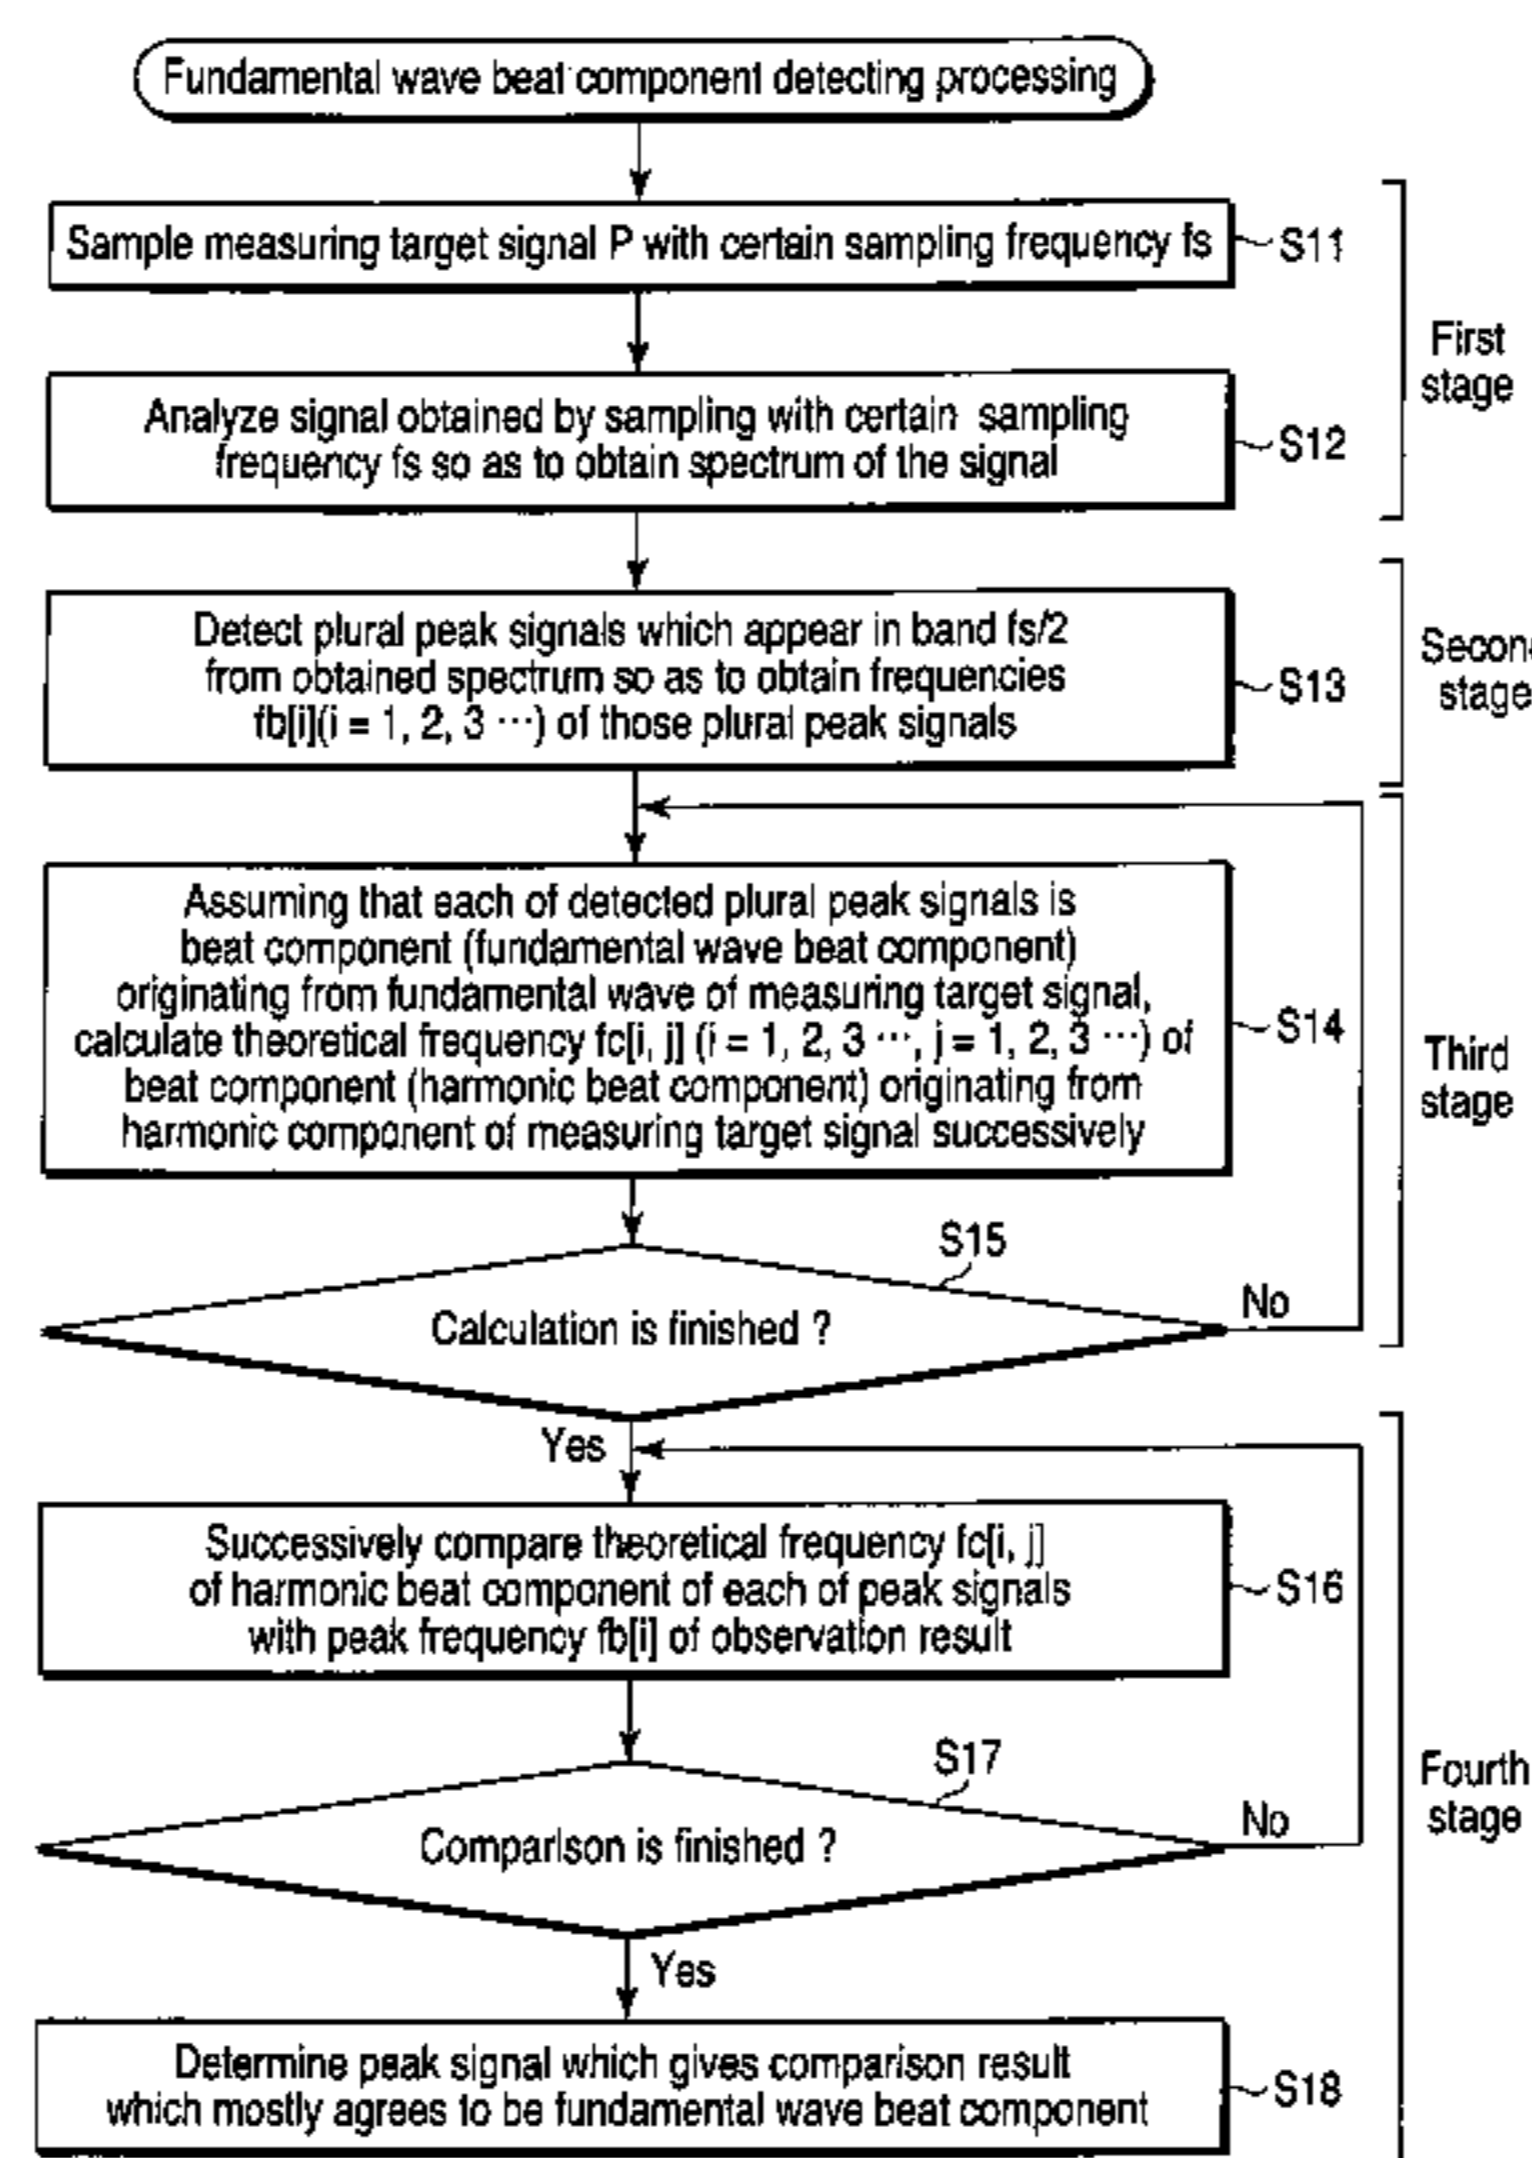 Fundamental wave beat component detecting processing
Sample measuring target signal P with certain sampling frequency fs
S11
First
stage
Analyze signal obtained by sampling with certain sampling
frequency fs so as to obtain spectrum of the signal
S12
Detect plural peak signals which appear in band fs/2
from obtained spectrum so as to obtain frequencies
fb[i](i = 1, 2, 3 ···) of those plural peak signals
S13
Second
stage
Assuming that each of detected plural peak signals is
beat component (fundamental wave beat component)
originating from fundamental wave of measuring target signal,
calculate theoretical frequency fc[i, j] (i = 1, 2, 3 ···, j = 1, 2, 3 ···) of
beat component (harmonic beat component) originating from
harmonic component of measuring target signal successively
S14
Third
stage
S15
Calculation is finished ?
No
Yes
Successively compare theoretical frequency fc[i, j]
of harmonic beat component of each of peak signals
with peak frequency fb[i] of observation result
S16
S17
Comparison is finished ?
No
Fourth
stage
Yes
Determine peak signal which gives comparison result
which mostly agrees to be fundamental wave beat component
S18